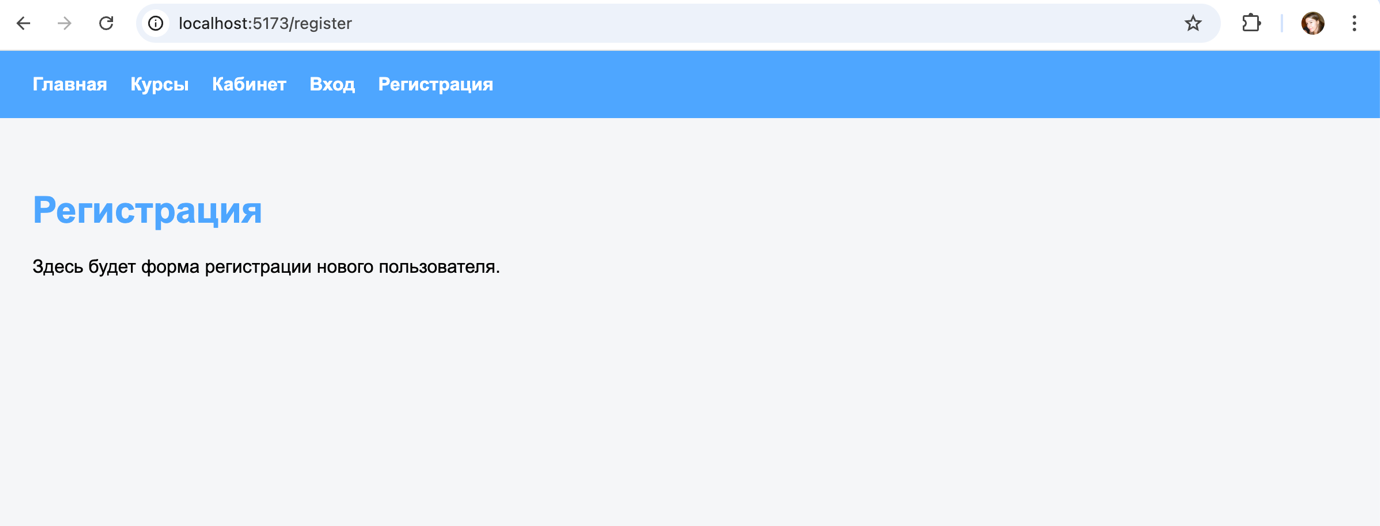 localhost:5173/register
Главная Курсы Кабинет Вход Регистрация
Регистрация
Здесь будет форма регистрации нового пользователя.